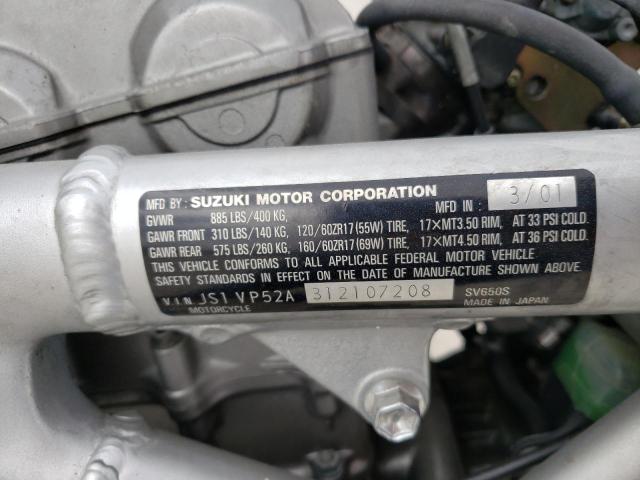 MFD BY: SUZUKI MOTOR CORPORATION MFD IN: 3/01
GVWR 885 LBS/400 KG,
GAWR FRONT 310 LBS/140 KG, 120/60ZR17(55W) TIRE, 17×MT3.50 RIM, AT 33 PSI COLD.
GAWR REAR 575 LBS/260 KG, 160/60ZR17(69W) TIRE, 17×MT4.50 RIM, AT 36 PSI COLD.
THIS VEHICLE CONFORMS TO ALL APPLICABLE FEDERAL MOTOR VEHICLE
SAFETY STANDARDS IN EFFECT ON THE DATE OF MANUFACTURE SHOWN ABOVE
V.I.N JS1 VP52A 312107208 SV650S
MOTORCYCLE MADE IN JAPAN